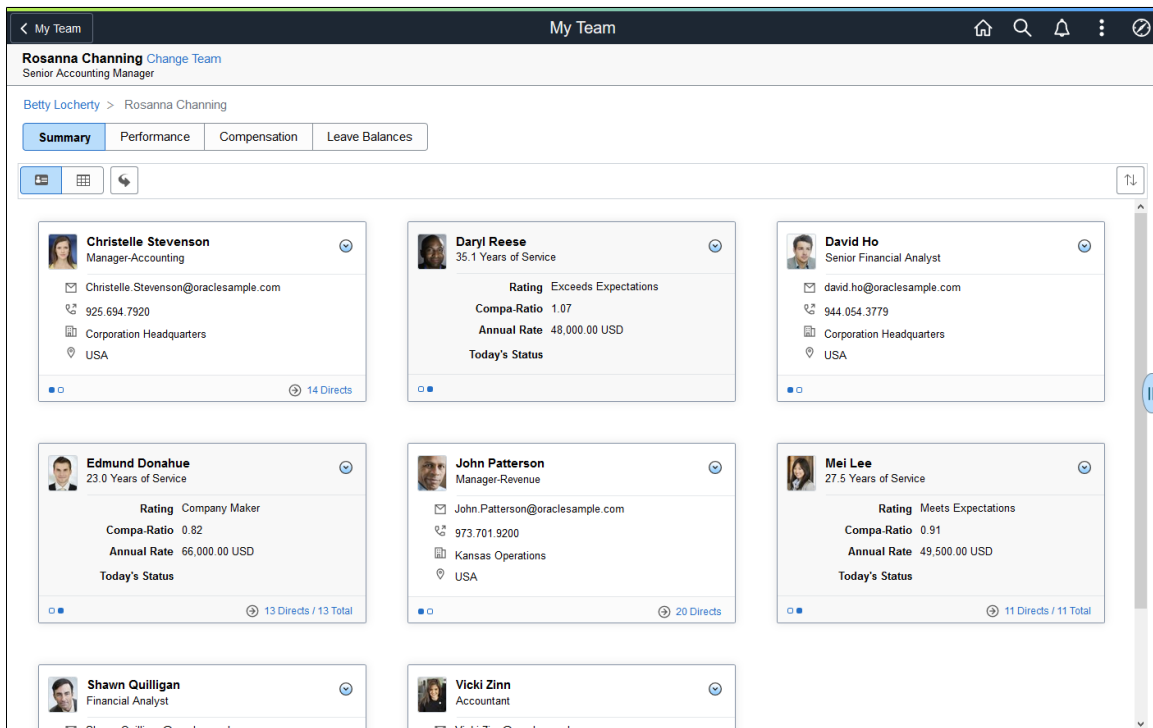 My Team
My Team
Rosanna Channing Change Team
Senior Accounting Manager
Betty Locherty > Rosanna Channing
Summary Performance Compensation Leave Balances
Christelle Stevenson
Manager-Accounting
Christelle.Stevenson@oraclesample.com
925.694.7920
Corporation Headquarters
USA
14 Directs
Daryl Reese
35.1 Years of Service
Rating Exceeds Expectations
Compa-Ratio 1.07
Annual Rate 48,000.00 USD
Today's Status
David Ho
Senior Financial Analyst
david.ho@oraclesample.com
944.054.3779
Corporation Headquarters
USA
Edmund Donahue
23.0 Years of Service
Rating Company Maker
Compa-Ratio 0.82
Annual Rate 66,000.00 USD
Today's Status
13 Directs / 13 Total
John Patterson
Manager-Revenue
John.Patterson@oraclesample.com
973.701.9200
Kansas Operations
USA
20 Directs
Mei Lee
27.5 Years of Service
Rating Meets Expectations
Compa-Ratio 0.91
Annual Rate 49,500.00 USD
Today's Status
11 Directs / 11 Total
Shawn Quilligan
Financial Analyst
Vicki Zinn
Accountant